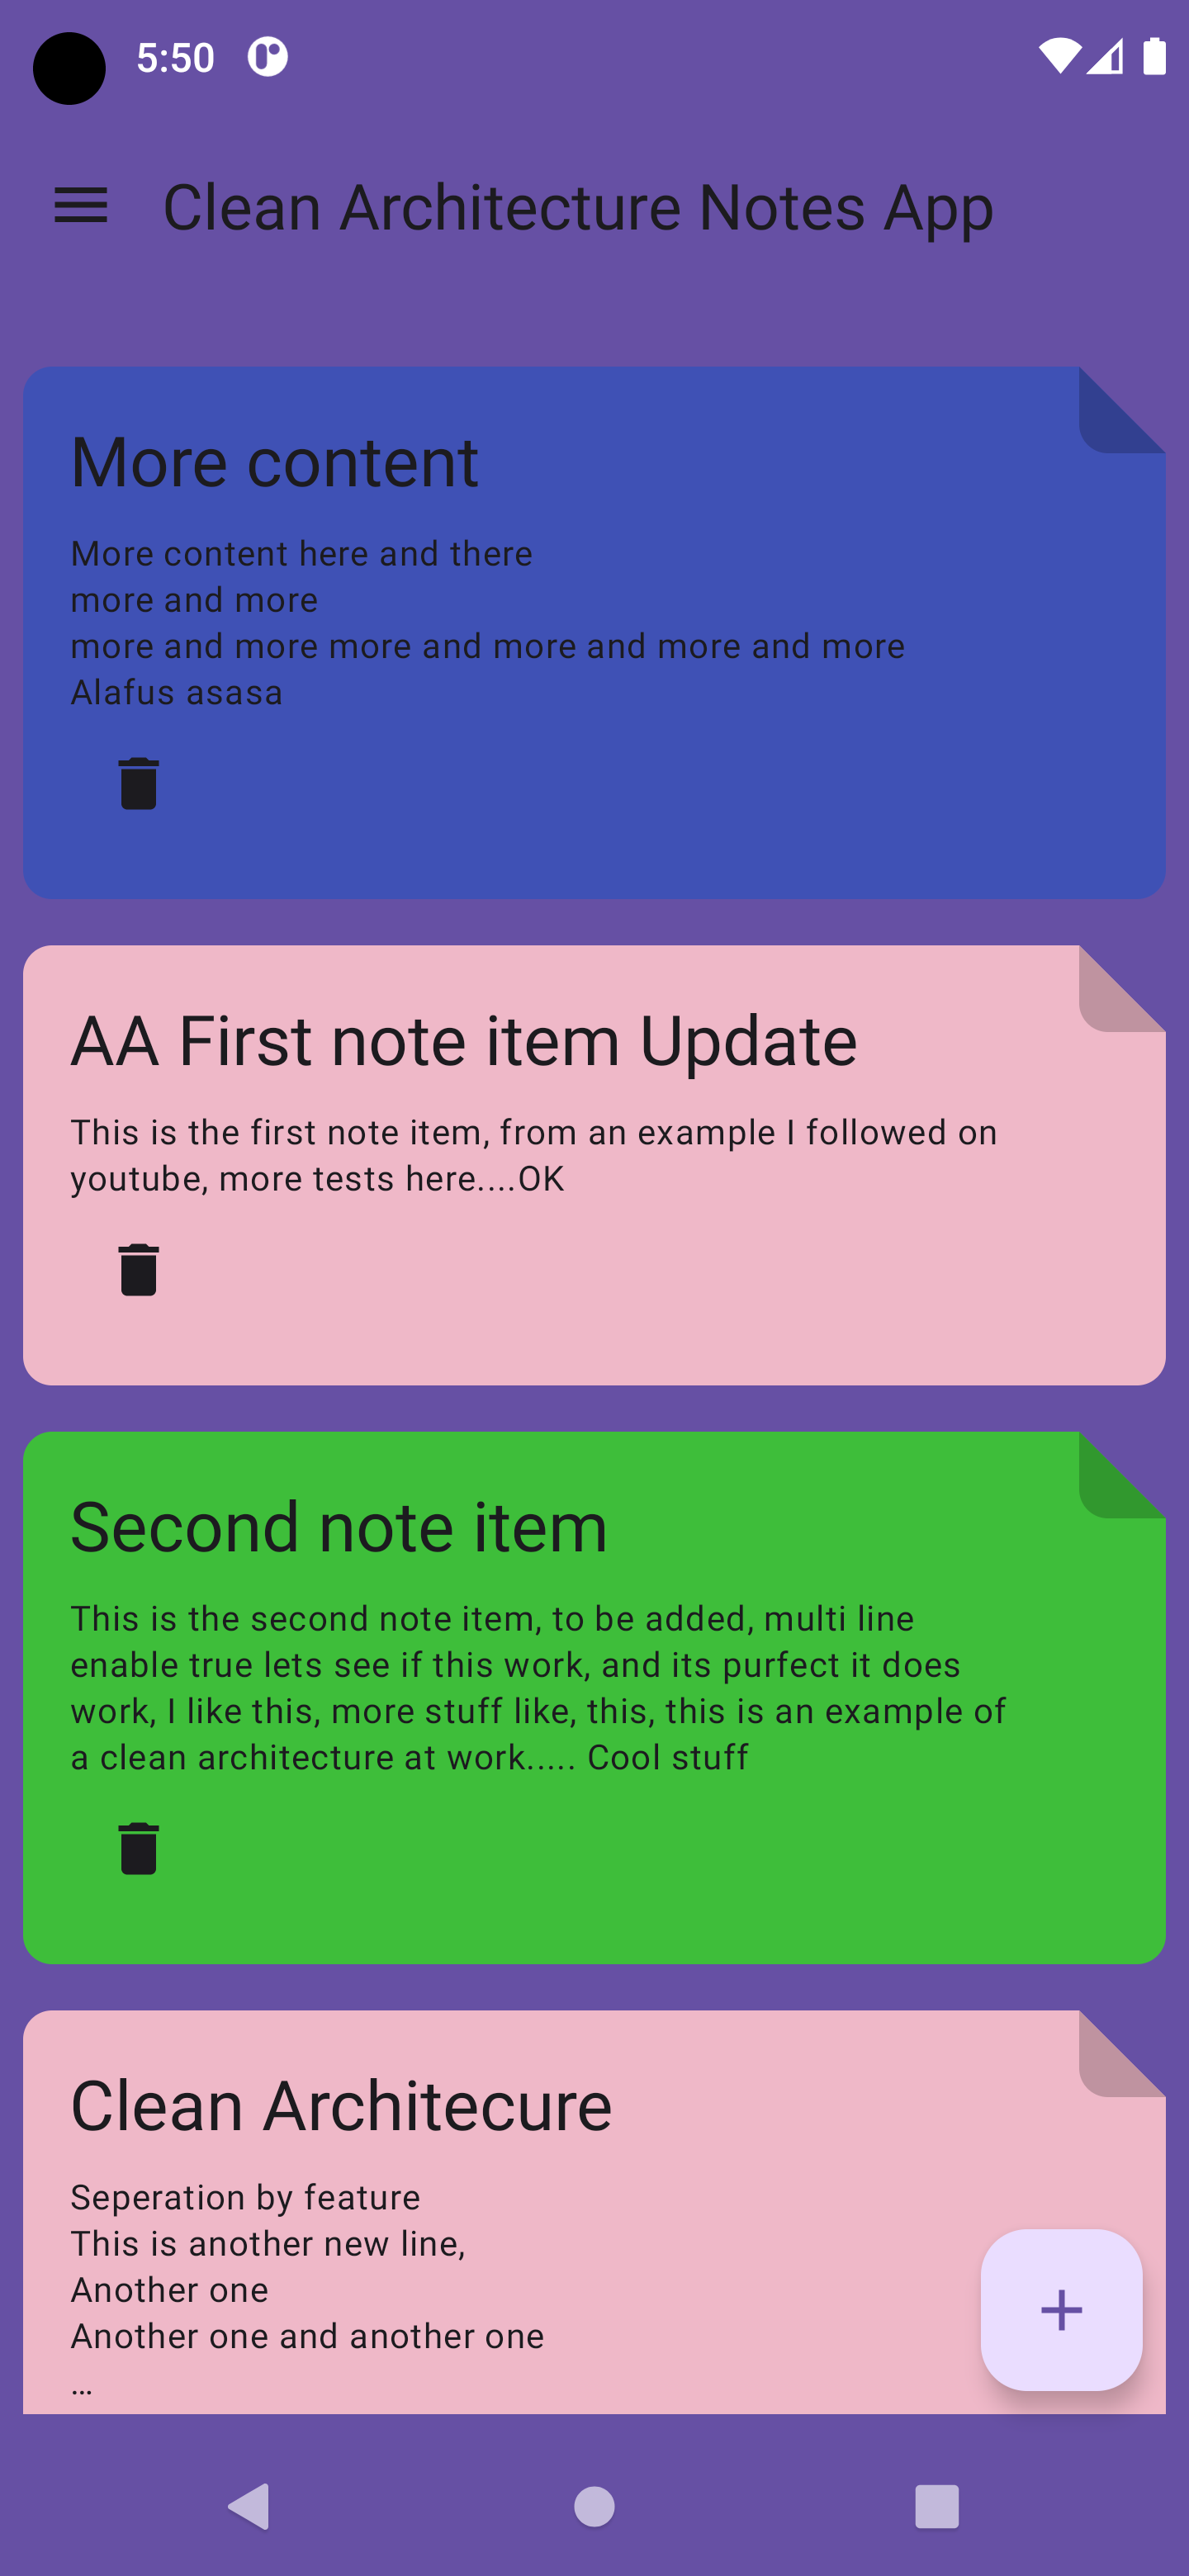 5:50
Clean Architecture Notes App
More content
More content here and there
more and more
more and more more and more and more and more
Alafus asasa
AA First note item Update
This is the first note item, from an example I followed on
youtube, more tests here....OK
Second note item
This is the second note item, to be added, multi line
enable true lets see if this work, and its purfect it does
work, I like this, more stuff like, this, this is an example of
a clean architecture at work..... Cool stuff
Clean Architecure
Seperation by feature
This is another new line,
Another one
Another one and another one
…